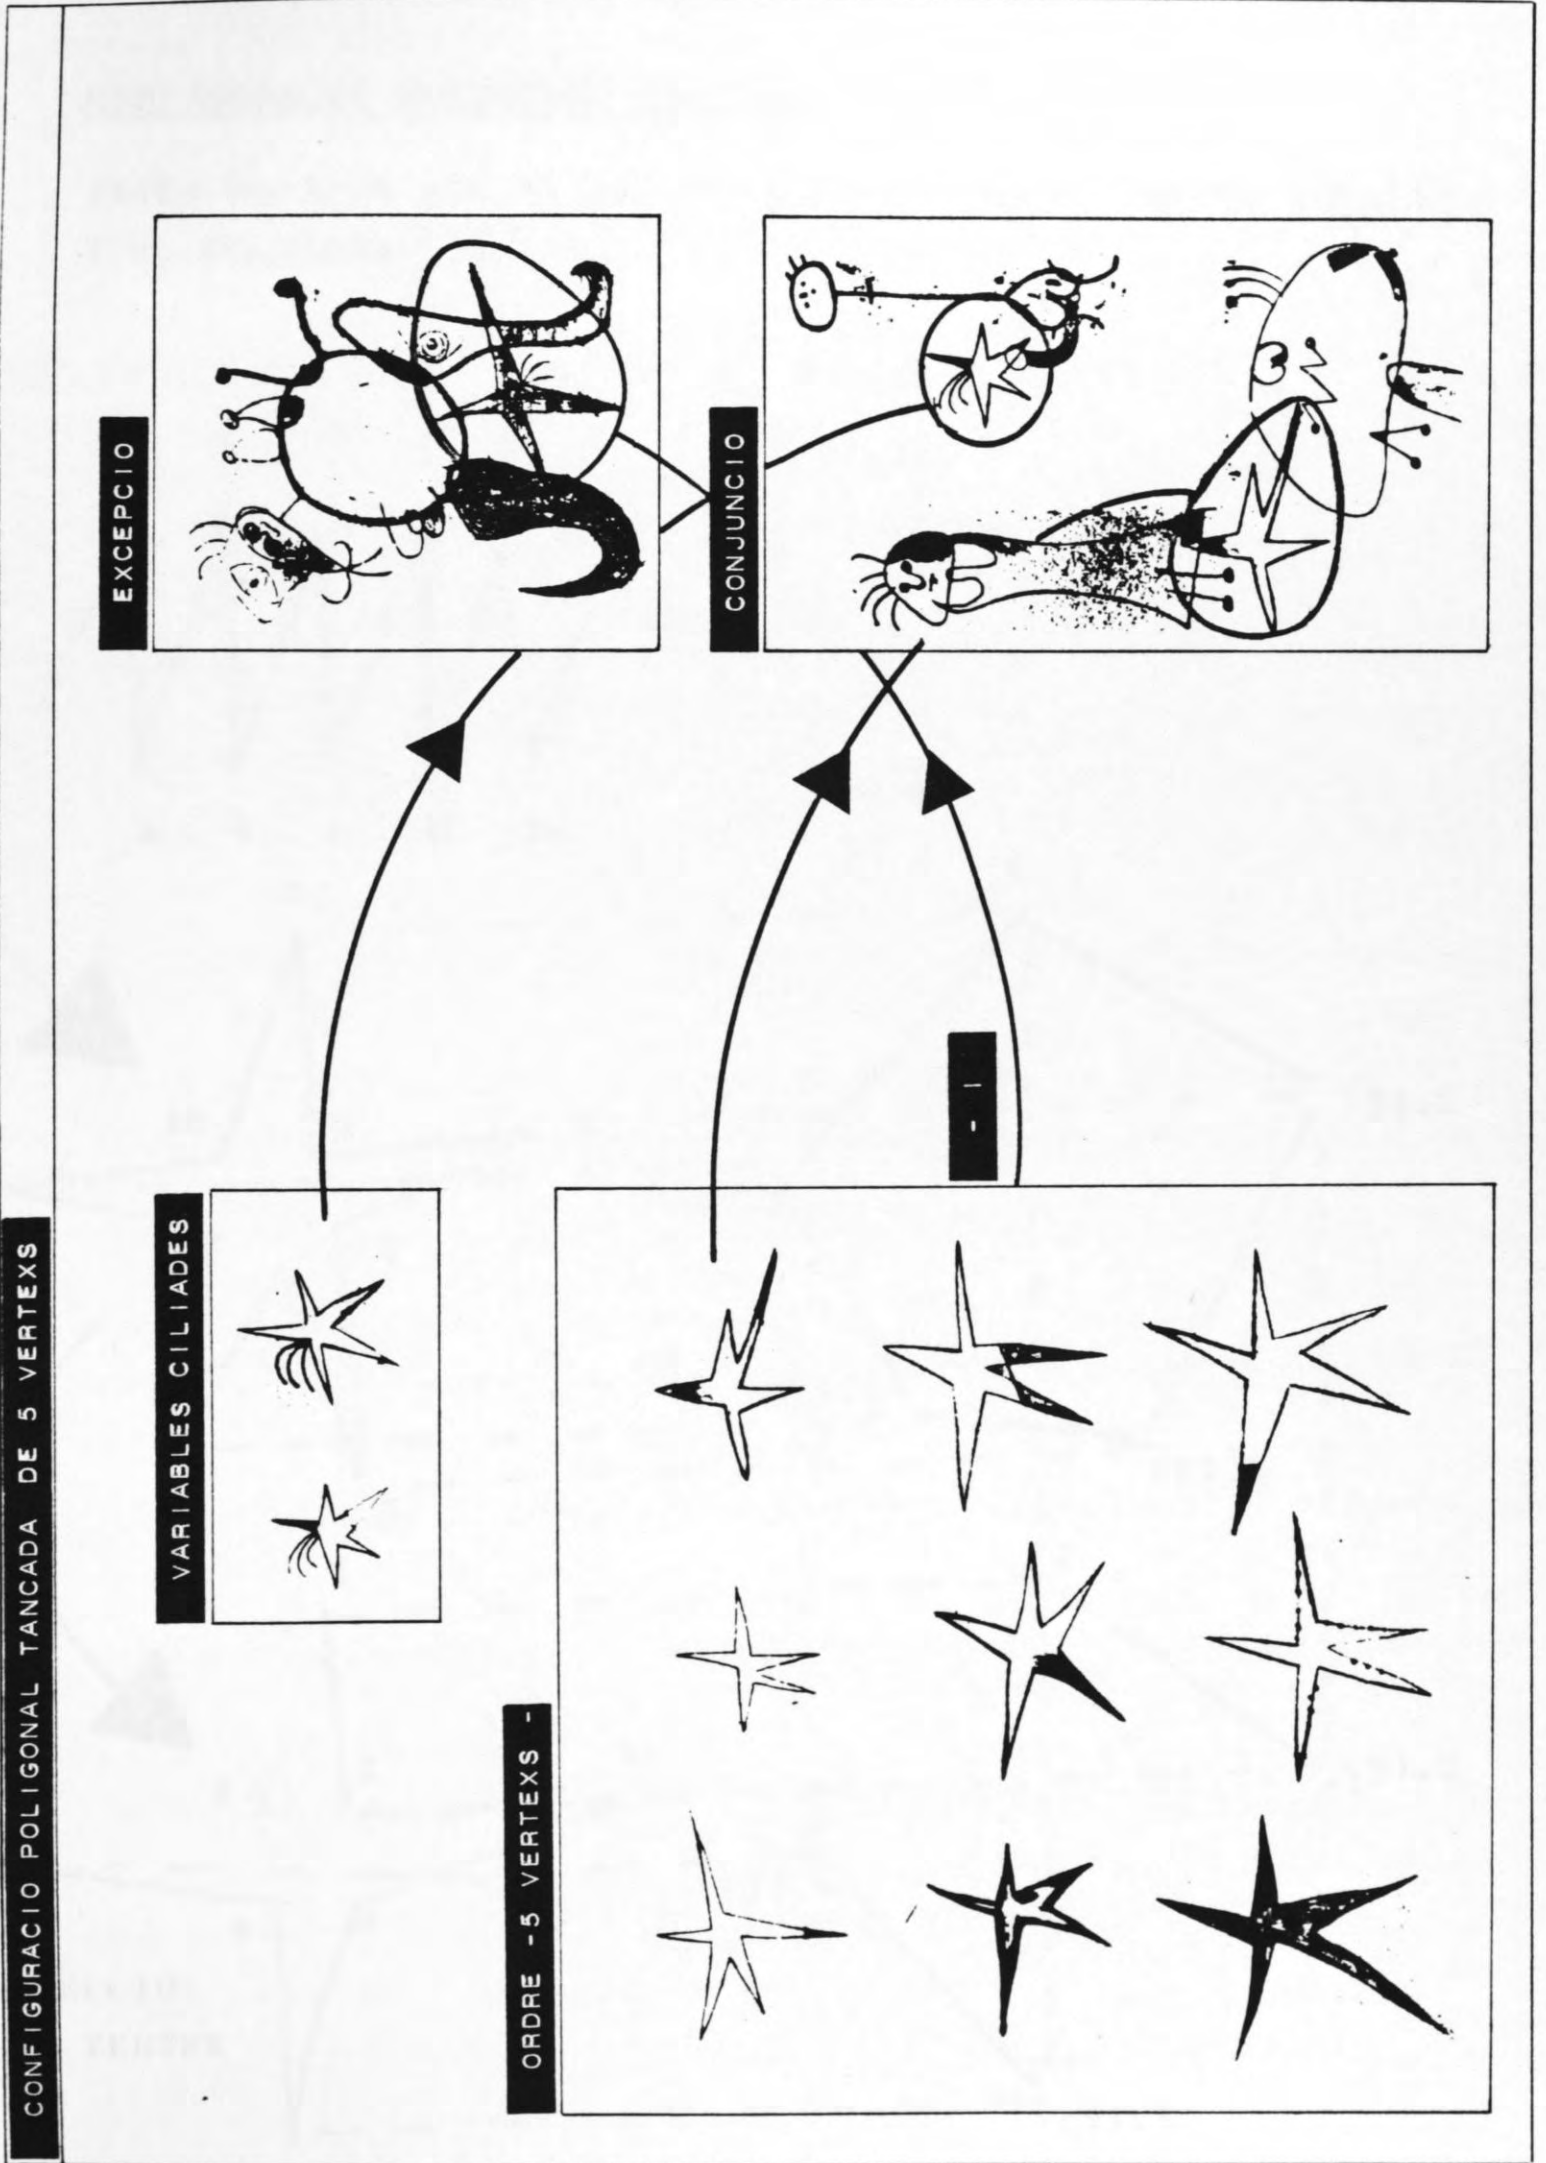 CONFIGURACIO POLIGONAL TANCADA DE 5 VERTEXS
VARIABLES CILIADES
EXCEPCIO
ORDRE -5 VERTEXS -
- I
CONJUNCIO